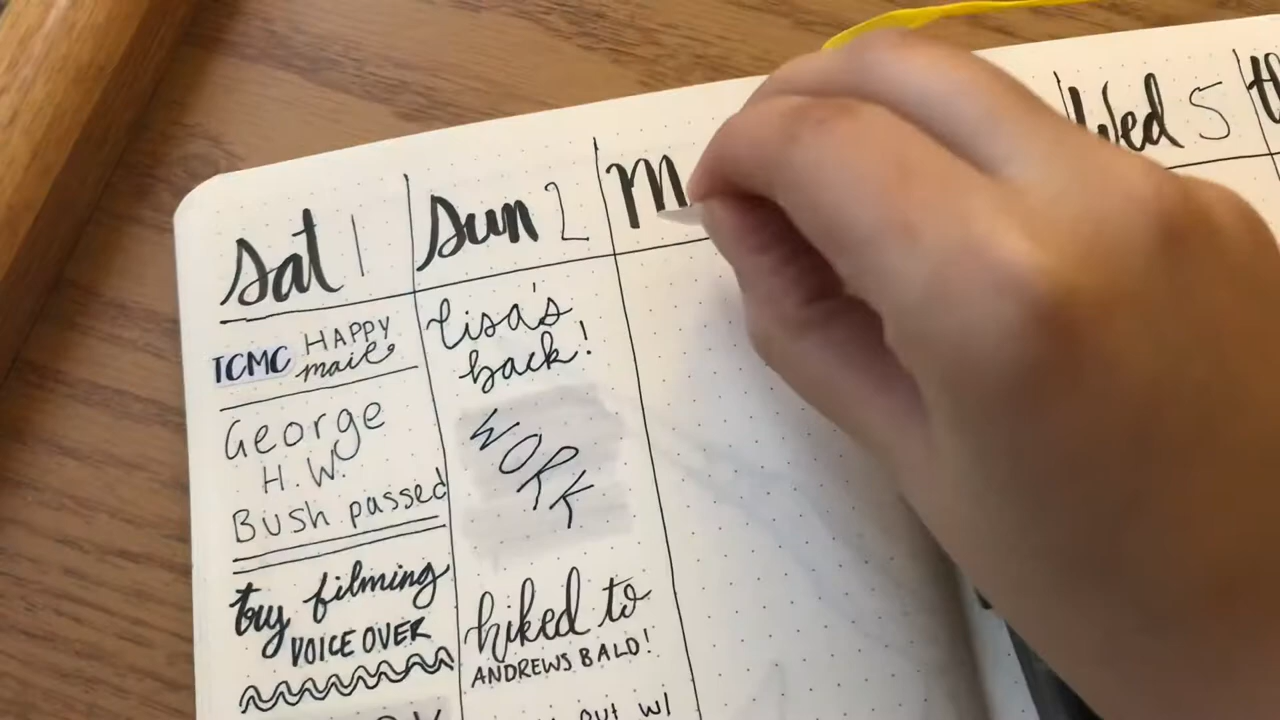 Sat 1
TCMC HAPPY
mail
George
H.W.
Bush passed
try filming
VOICE OVER
Sun 2
Lisa's
back!
WORK
hiked to
ANDREWS BALD!
out w/
M
Wed 5